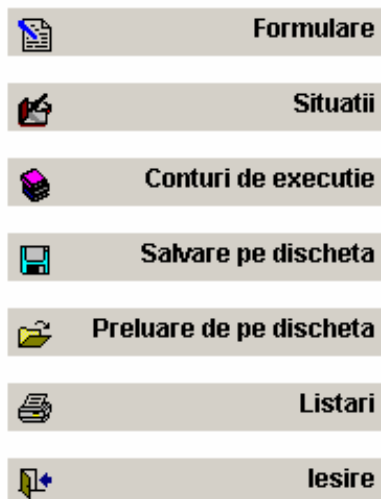 Formulare
Situatii
Conturi de executie
Salvare pe discheta
Preluare de pe discheta
Listari
Iesire